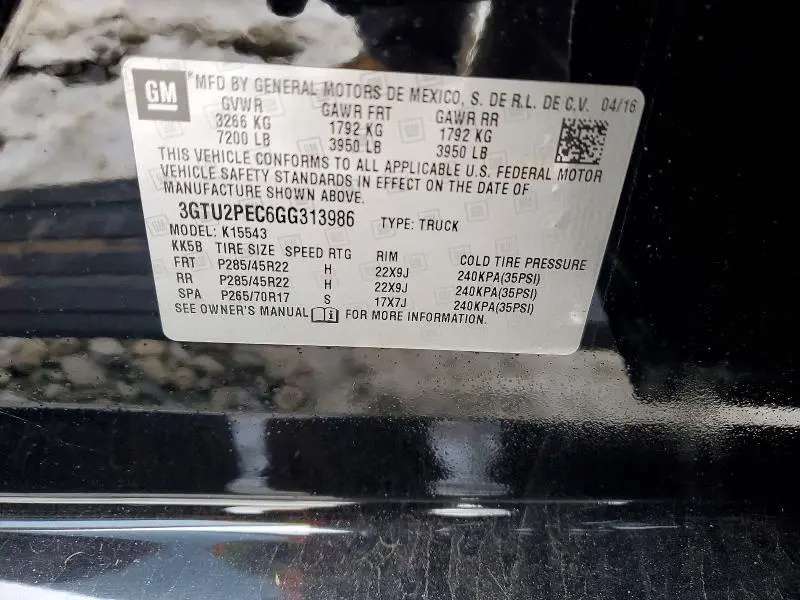 GM
*MFD BY GENERAL MOTORS DE MEXICO, S. DE R.L. DE C.V. 04/16
GVWR GAWR FRT GAWR RR
3266 KG 1792 KG 1792 KG
7200 LB 3950 LB 3950 LB
THIS VEHICLE CONFORMS TO ALL APPLICABLE U.S. FEDERAL MOTOR
VEHICLE SAFETY STANDARDS IN EFFECT ON THE DATE OF
MANUFACTURE SHOWN ABOVE.
3GTU2PEC6GG313986 TYPE: TRUCK
MODEL: K15543
KK5B TIRE SIZE SPEED RTG RIM COLD TIRE PRESSURE
FRT P285/45R22 H 22X9J 240KPA(35PSI)
RR P285/45R22 H 22X9J 240KPA(35PSI)
SPA P265/70R17 S 17X7J 240KPA(35PSI)
SEE OWNER'S MANUAL i FOR MORE INFORMATION.